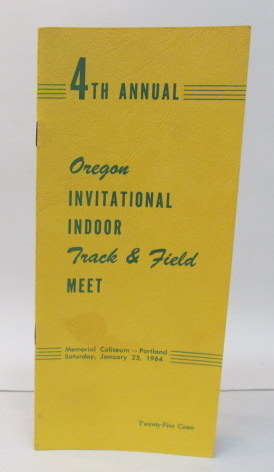 4TH ANNUAL
Oregon
INVITATIONAL
INDOOR
Track & Field
MEET
Memorial Coliseum — Portland
Saturday, January 25, 1964
Twenty-Five Cents